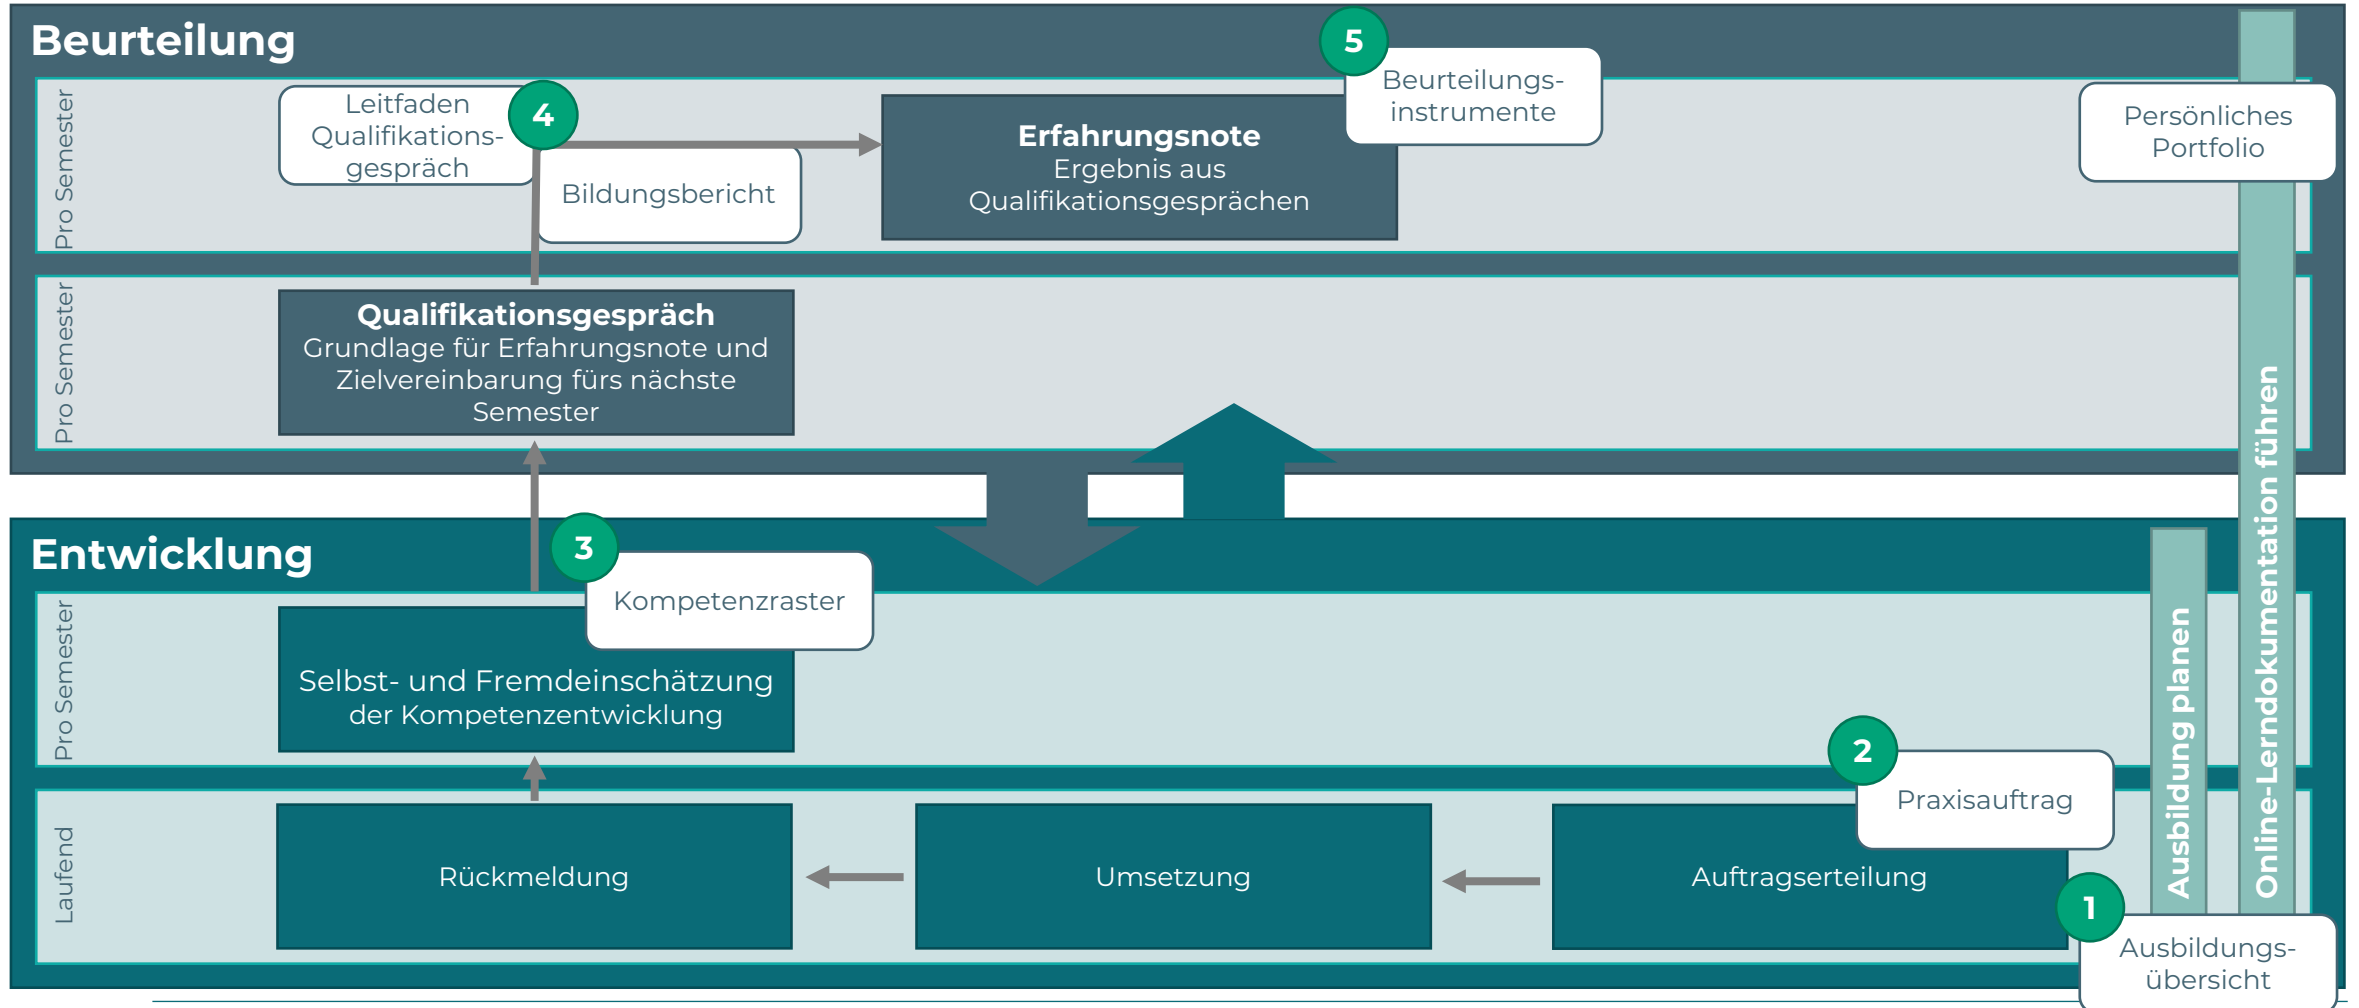 Beurteilung
Pro Semester
Leitfaden
Qualifikations-
gespräch
4
Bildungsbericht
Erfahrungsnote
Ergebnis aus
Qualifikationsgesprächen
5
Beurteilungs-
instrumente
Persönliches
Portfolio
Pro Semester
Qualifikationsgespräch
Grundlage für Erfahrungsnote und
Zielvereinbarung fürs nächste
Semester
Entwicklung
Pro Semester
3
Kompetenzraster
Selbst- und Fremdeinschätzung
der Kompetenzentwicklung
Laufend
Rückmeldung
Umsetzung
Auftragserteilung
2
Praxisauftrag
1
Ausbildungs-
übersicht
Ausbildung planen
Online-Lerndokumentation führen